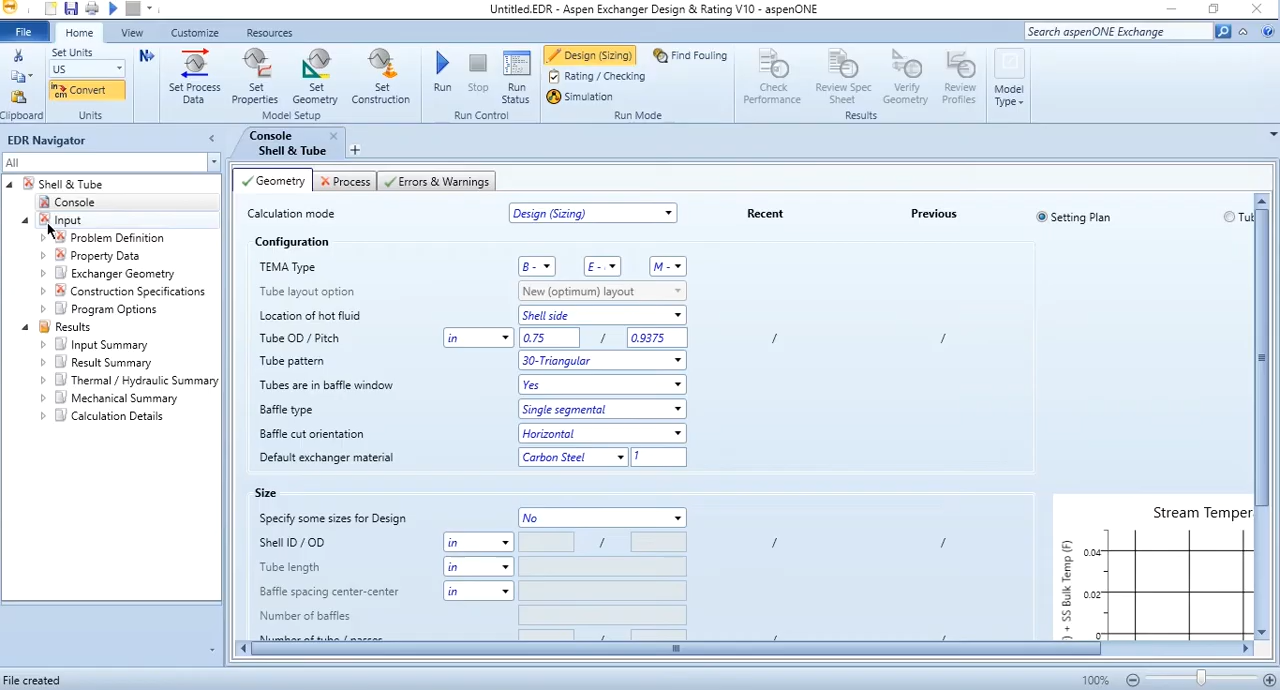 Untitled.EDR - Aspen Exchanger Design & Rating V10 - aspenONE
File Home View Customize Resources
Search aspenONE Exchange
Set Units
US
Convert
Clipboard
Units
Set Process Data
Set Properties
Set Geometry
Set Construction
Model Setup
Run
Stop
Run Status
Run Control
Design (Sizing)
Rating / Checking
Simulation
Find Fouling
Run Mode
Check Performance
Review Spec Sheet
Verify Geometry
Review Profiles
Results
Model Type
EDR Navigator
All
Shell & Tube
Console
Input
Problem Definition
Property Data
Exchanger Geometry
Construction Specifications
Program Options
Results
Input Summary
Result Summary
Thermal / Hydraulic Summary
Mechanical Summary
Calculation Details
Console
Shell & Tube
Geometry Process Errors & Warnings
Calculation mode Design (Sizing) Recent Previous Setting Plan Tub
Configuration
TEMA Type B - E - M -
Tube layout option New (optimum) layout
Location of hot fluid Shell side
Tube OD / Pitch in 0.75 / 0.9375 / /
Tube pattern 30-Triangular
Tubes are in baffle window Yes
Baffle type Single segmental
Baffle cut orientation Horizontal
Default exchanger material Carbon Steel 1
Size
Specify some sizes for Design No
Shell ID / OD in / / /
Tube length in
Baffle spacing center-center in
Number of baffles
Number of tube / passes / / /
Stream Temper
) + SS Bulk Temp (F)
0.04
0.02
0
File created
100%